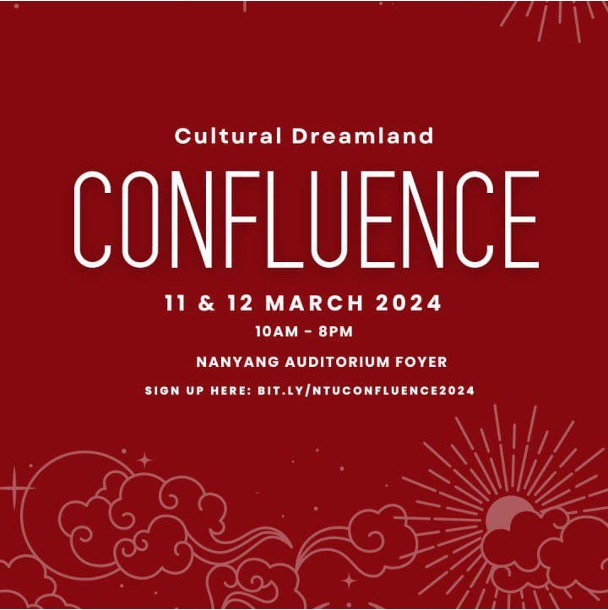 Cultural Dreamland
CONFLUENCE
11 & 12 MARCH 2024
10AM - 8PM
NANYANG AUDITORIUM FOYER
SIGN UP HERE: BIT.LY/NTUCONFLUENCE2024